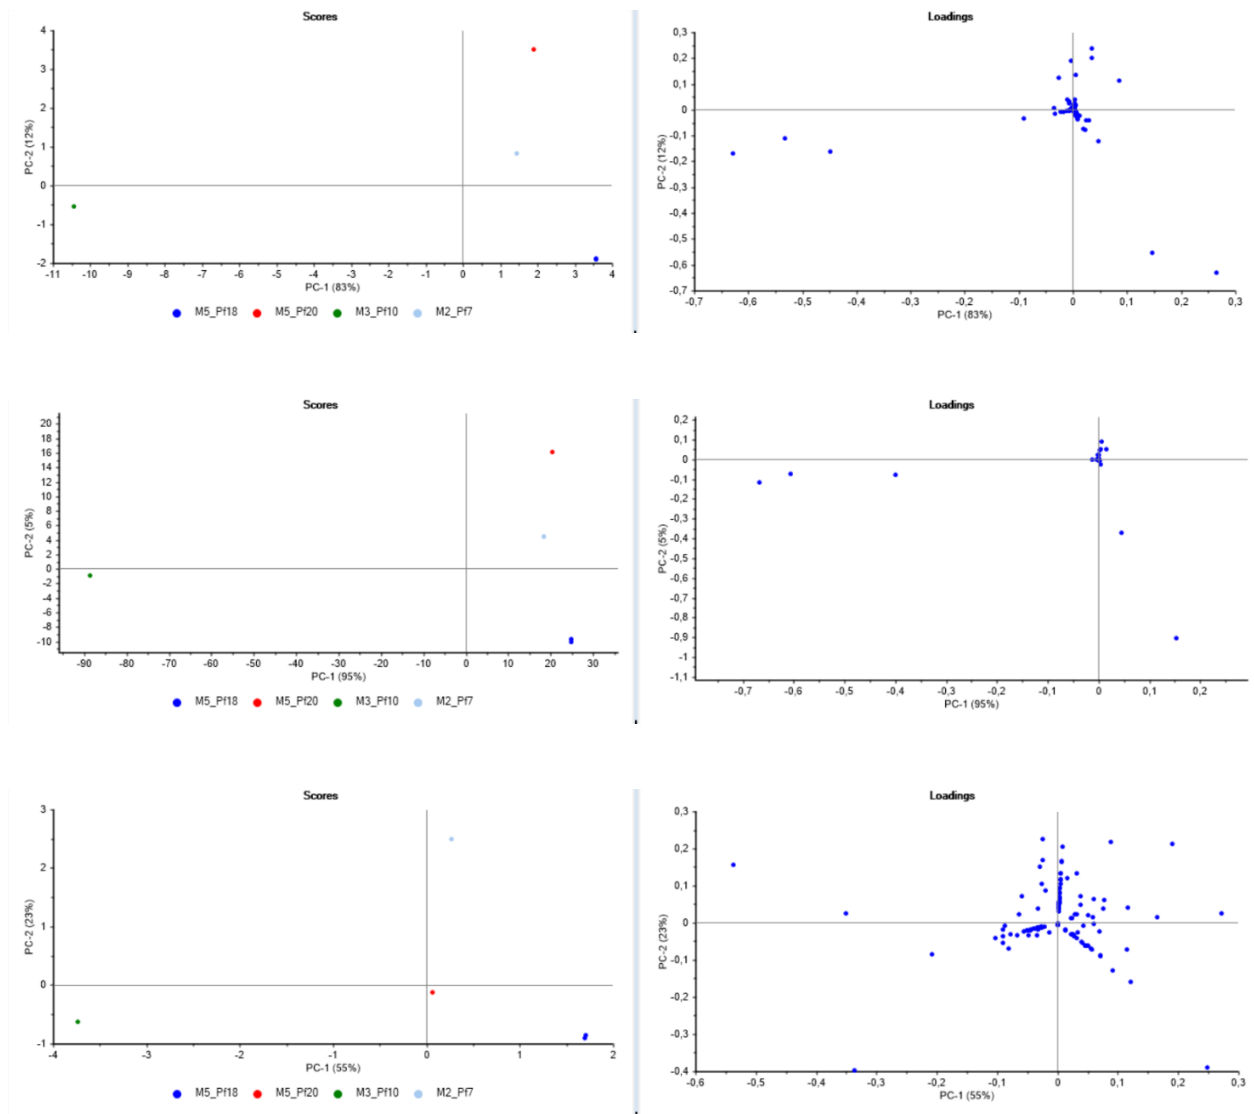 Scores
4
3
2
1
0
-1
-2
PC-2 (12%)
-11 -10 -9 -8 -7 -6 -5 -4 -3 -2 -1 0 1 2 3 4
PC-1 (83%)
M5_Pf18 M5_Pf20 M3_Pf10 M2_Pf7
Loadings
0,3
0,2
0,1
0
-0,1
-0,2
-0,3
-0,4
-0,5
-0,6
-0,7
PC-2 (12%)
-0,7 -0,6 -0,5 -0,4 -0,3 -0,2 -0,1 0 0,1 0,2 0,3
PC-1 (83%)
Scores
20
18
16
14
12
10
8
6
4
2
0
-2
-4
-6
-8
-10
PC-2 (5%)
-90 -80 -70 -60 -50 -40 -30 -20 -10 0 10 20 30
PC-1 (95%)
M5_Pf18 M5_Pf20 M3_Pf10 M2_Pf7
Loadings
0,2
0,1
0
-0,1
-0,2
-0,3
-0,4
-0,5
-0,6
-0,7
-0,8
-0,9
-1
-1,1
PC-2 (5%)
-0,7 -0,6 -0,5 -0,4 -0,3 -0,2 -0,1 0 0,1 0,2
PC-1 (95%)
Scores
3
2
1
0
-1
PC-2 (23%)
-4 -3 -2 -1 0 1 2
PC-1 (55%)
M5_Pf18 M5_Pf20 M3_Pf10 M2_Pf7
Loadings
0,3
0,2
0,1
0
-0,1
-0,2
-0,3
-0,4
PC-2 (23%)
-0,6 -0,5 -0,4 -0,3 -0,2 -0,1 0 0,1 0,2 0,3
PC-1 (55%)